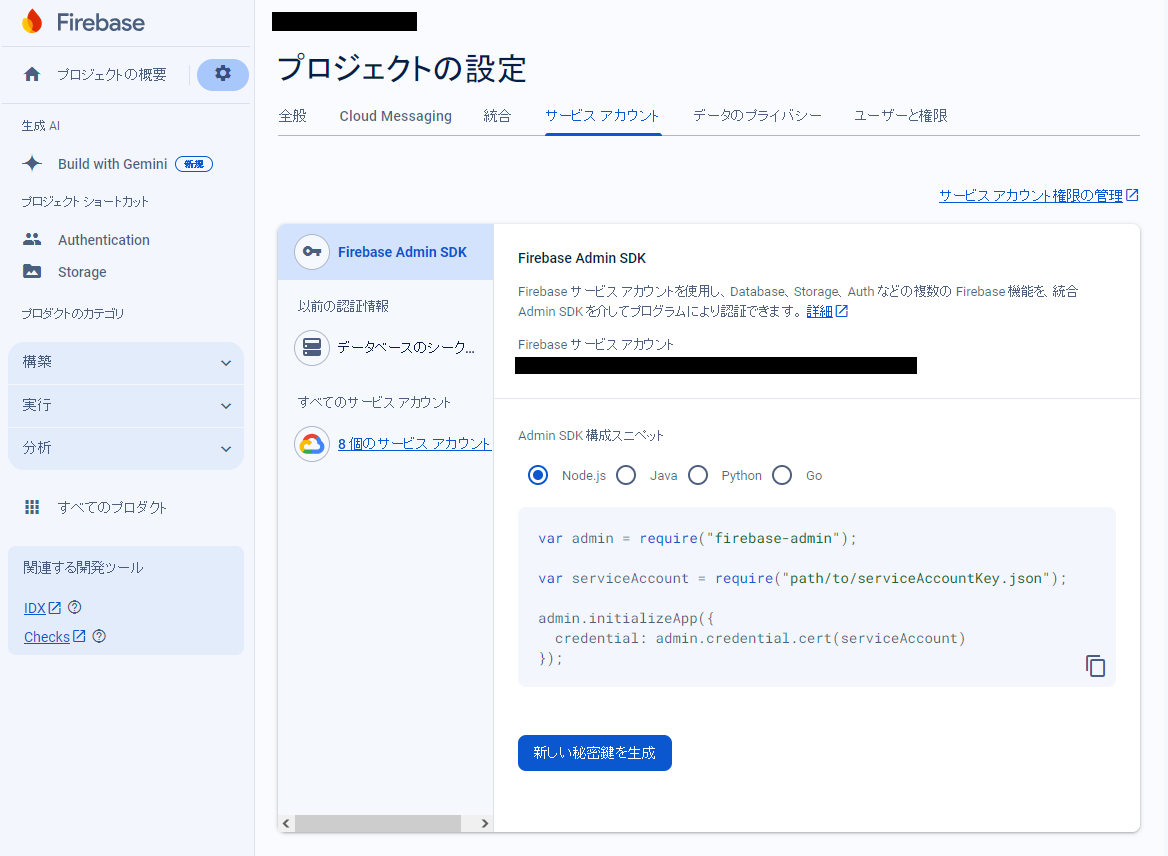 Firebase
プロジェクトの概要
生成 AI
Build with Gemini 新規
プロジェクト ショートカット
Authentication
Storage
プロダクトのカテゴリ
構築
実行
分析
すべてのプロダクト
関連する開発ツール
IDX
Checks
プロジェクトの設定
全般 Cloud Messaging 統合 サービス アカウント データのプライバシー ユーザーと権限
サービス アカウント権限の管理
Firebase Admin SDK
以前の認証情報
データベースのシーク...
すべてのサービス アカウント
8 個のサービス アカウント
Firebase Admin SDK
Firebase サービス アカウントを使用し、Database、Storage、Auth などの複数の Firebase 機能を、統合
Admin SDK を介してプログラムにより認証できます。 詳細
Firebase サービス アカウント
Admin SDK 構成スニペット
Node.js Java Python Go
var admin = require("firebase-admin");
var serviceAccount = require("path/to/serviceAccountKey.json");
admin.initializeApp({
  credential: admin.credential.cert(serviceAccount)
});
新しい秘密鍵を生成